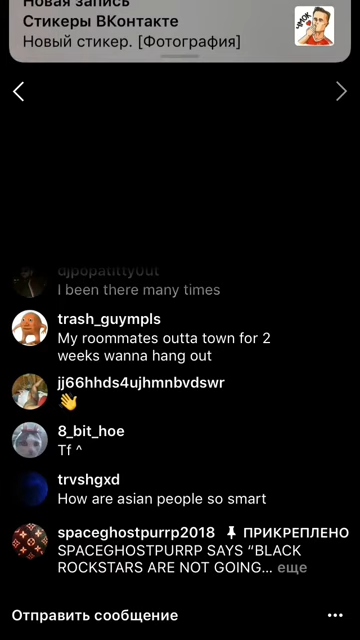 Новая запись
Стикеры ВКонтакте
Новый стикер. [Фотография]
ЧМОК
djpopatittyout
I been there many times
trash_guympls
My roommates outta town for 2
weeks wanna hang out
jj66hhds4ujhmnbvdswr
👋
8_bit_hoe
Tf ^
trvshgxd
How are asian people so smart
spaceghostpurrp2018 ПРИКРЕПЛЕНО
SPACEGHOSTPURRP SAYS “BLACK
ROCKSTARS ARE NOT GOING... еще
Отправить сообщение